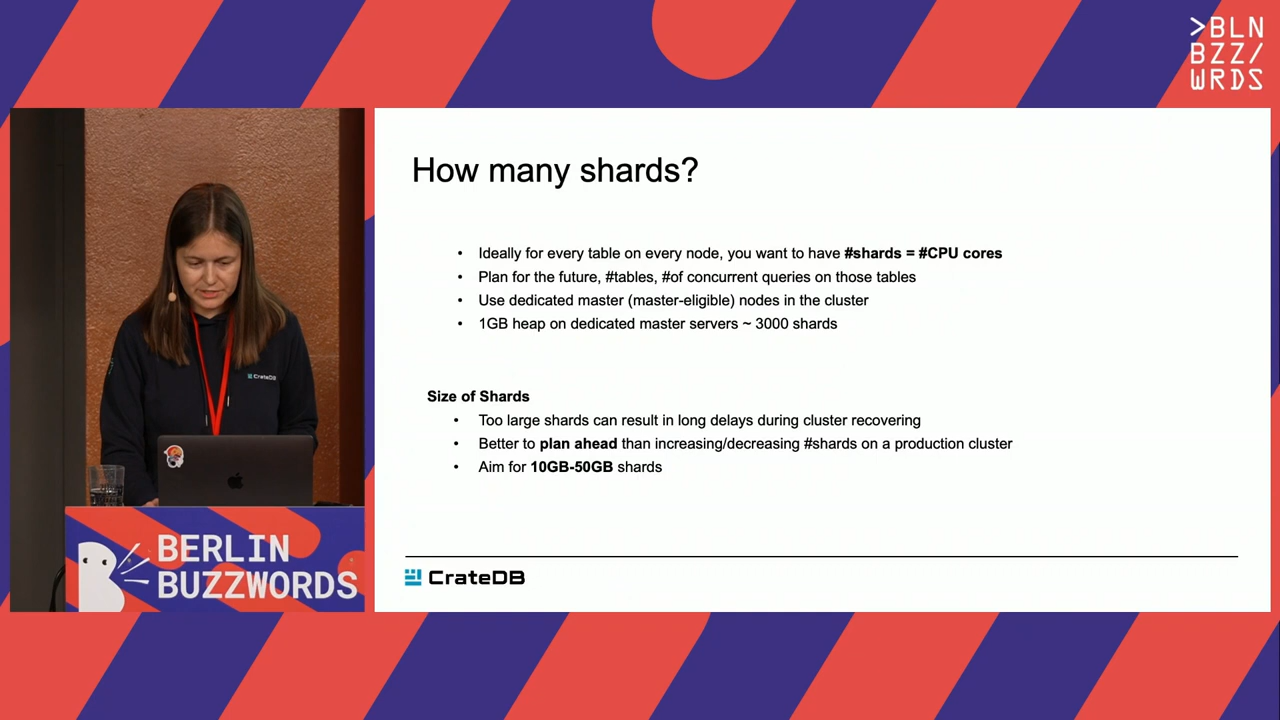 >BLN
BZZ/
WRDS
How many shards?
• Ideally for every table on every node, you want to have #shards = #CPU cores
• Plan for the future, #tables, #of concurrent queries on those tables
• Use dedicated master (master-eligible) nodes in the cluster
• 1GB heap on dedicated master servers ~ 3000 shards
Size of Shards
• Too large shards can result in long delays during cluster recovering
• Better to plan ahead than increasing/decreasing #shards on a production cluster
• Aim for 10GB-50GB shards
CrateDB
CrateDB
BERLIN
BUZZWORDS